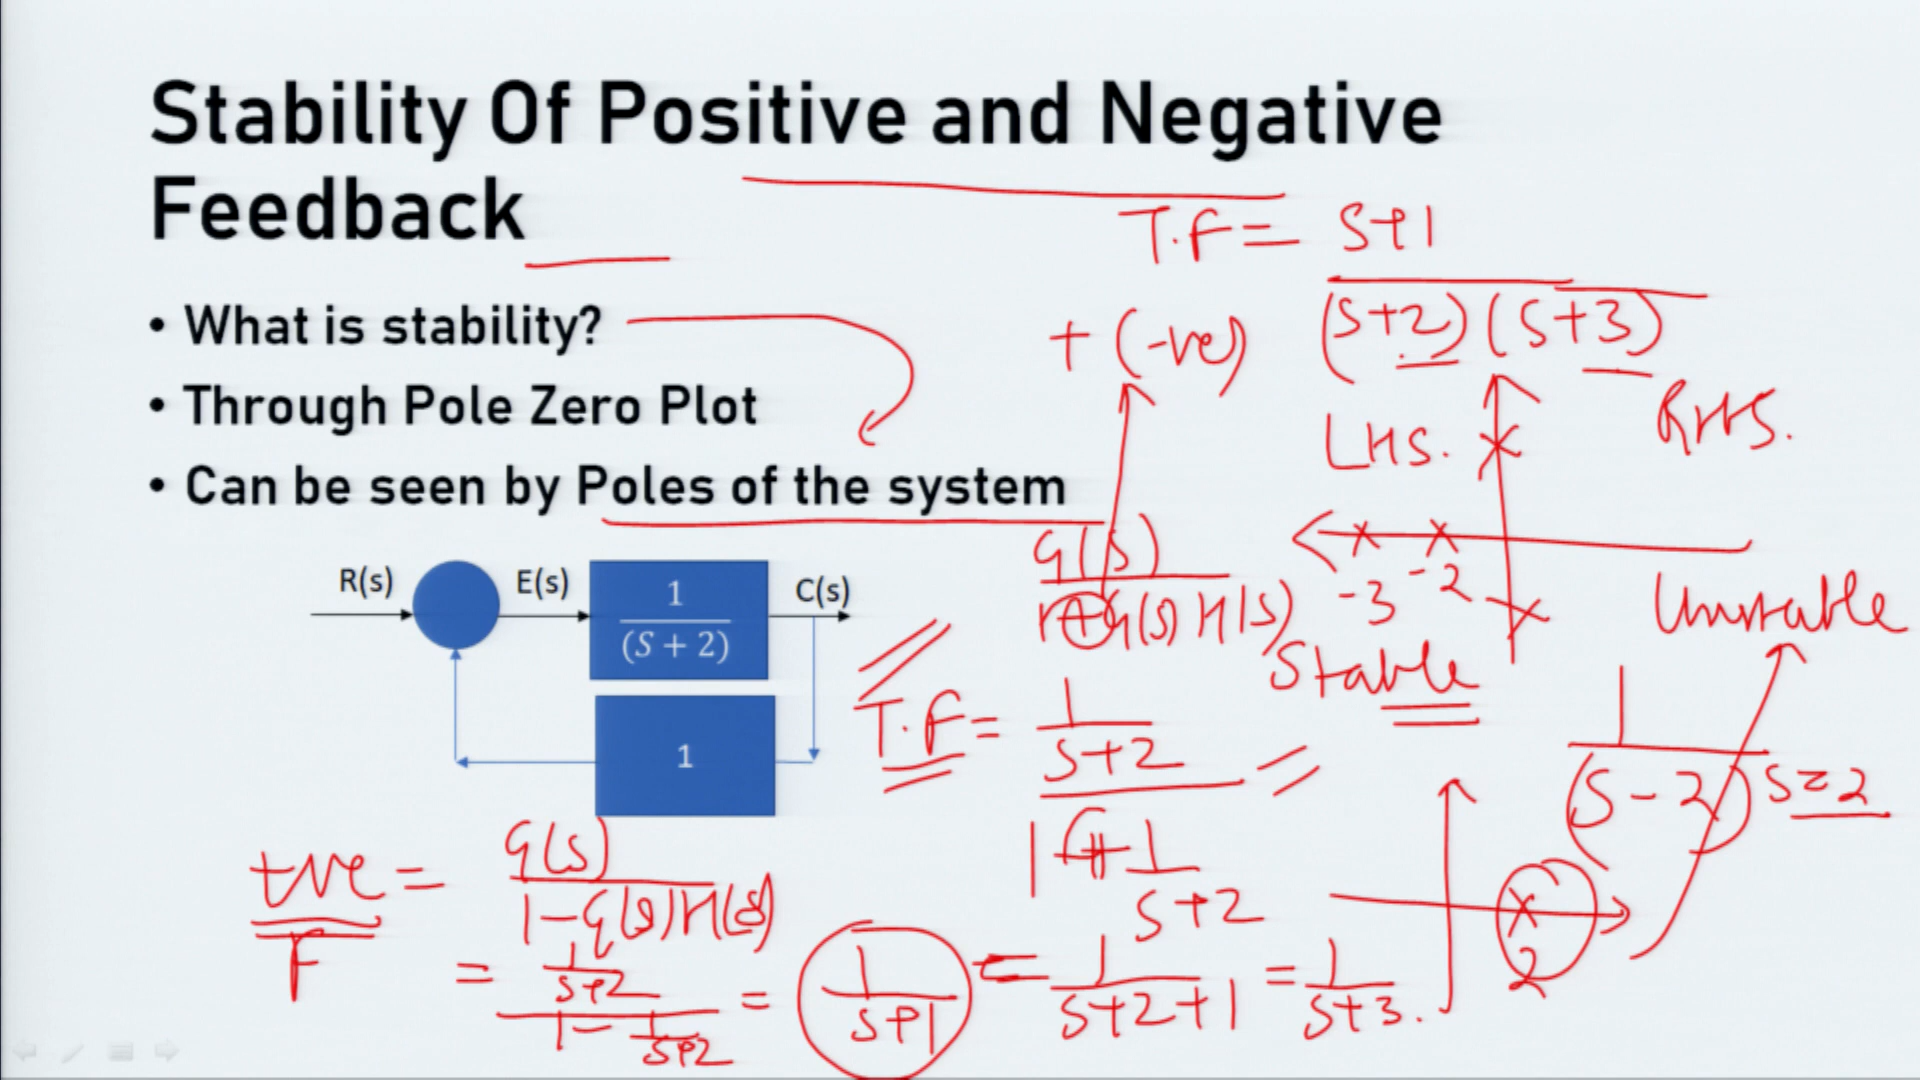 Stability Of Positive and Negative
Feedback
T.F = S+1
(S+2)(S+3)
+ (-ve)
• What is stability?
• Through Pole Zero Plot
• Can be seen by Poles of the system
LHS.
RHS.
-3 -2
Stable
Unstable
G(S)
1+G(S)H(S)
R(s)
E(s)
1
(S + 2)
C(s)
1
T.F = 1
S+2
1+1
S+2
= 1
S+2+1
= 1
S+3.
1
(S-2) S=2
2
+ve = G(S)
F
1-G(S)H(S)
= 1
S+2
1- 1
S+2
= 1
S+1